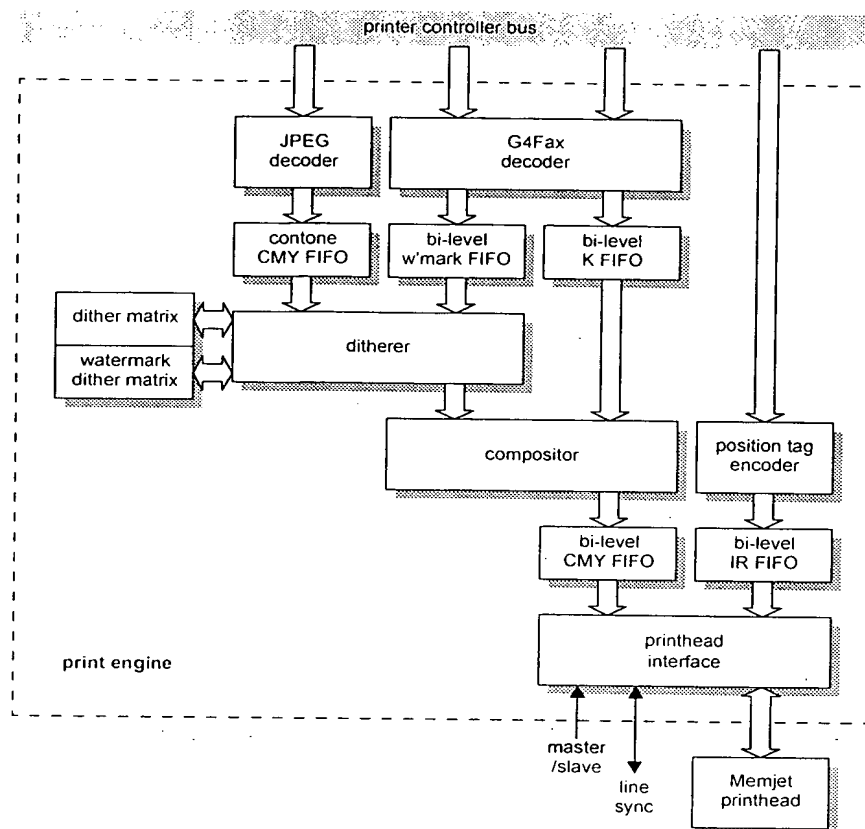 printer controller bus
JPEG
decoder
G4Fax
decoder
contone
CMY FIFO
bi-level
w'mark FIFO
bi-level
K FIFO
dither matrix
watermark
dither matrix
ditherer
compositor
position tag
encoder
bi-level
CMY FIFO
bi-level
IR FIFO
printhead
interface
print engine
master
/slave
line
sync
Memjet
printhead